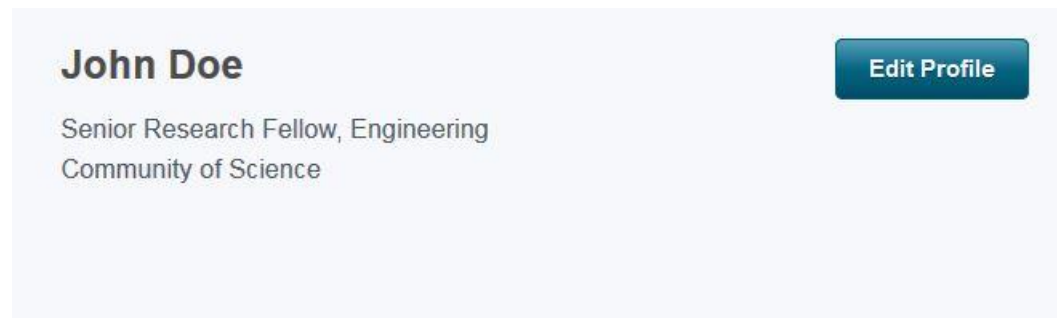 John Doe
Edit Profile
Senior Research Fellow, Engineering
Community of Science